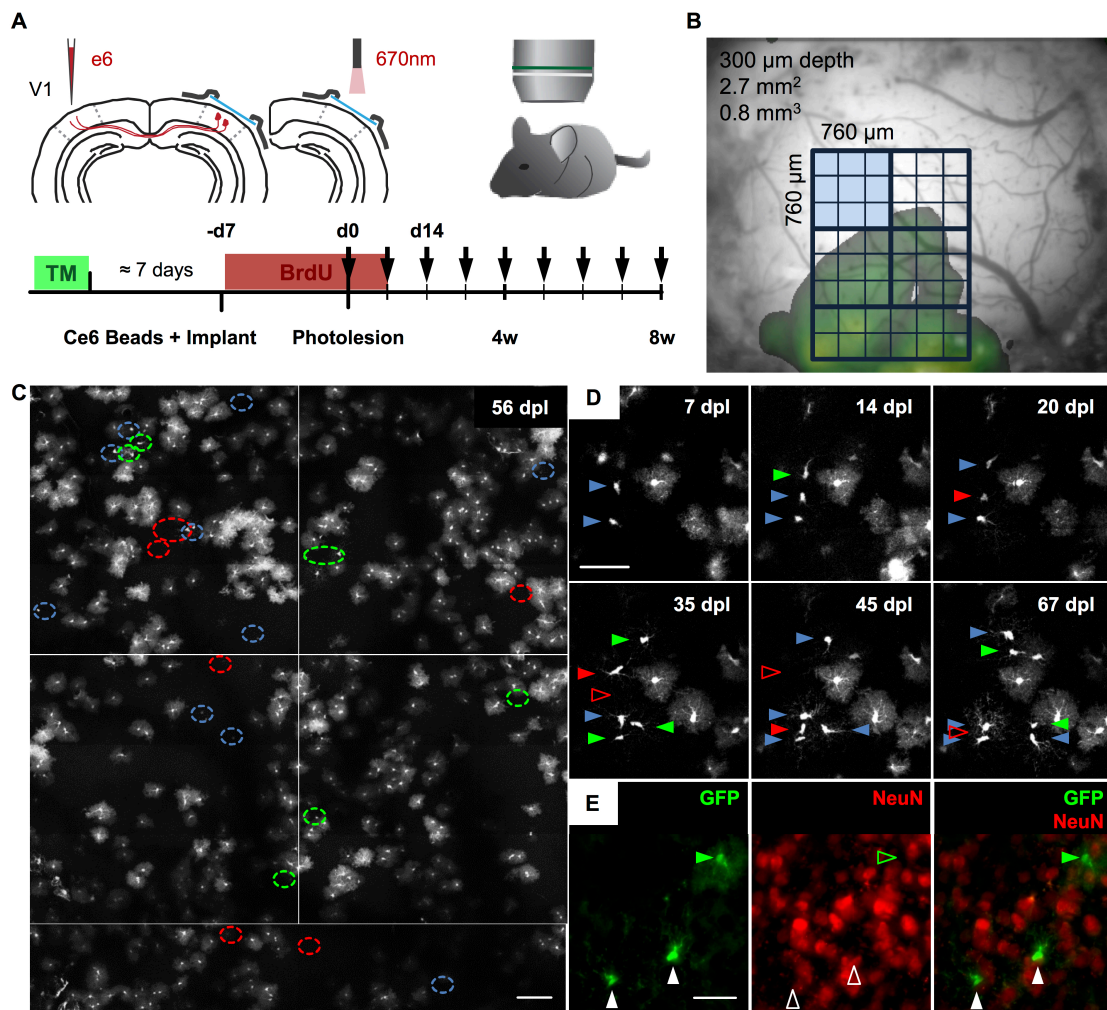 A
e6
670nm
V1
-d7
d0
d14
TM
≈ 7 days
BrdU
Ce6 Beads + Implant
Photolesion
4w
8w
B
300 µm depth
2.7 mm²
0.8 mm³
760 µm
760 µm
C
56 dpl
D
7 dpl
14 dpl
20 dpl
35 dpl
45 dpl
67 dpl
E
GFP
NeuN
GFP
NeuN